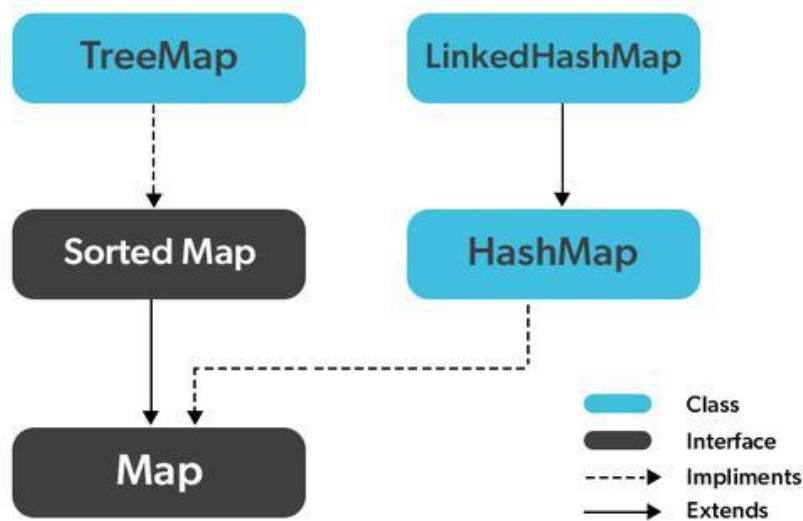 TreeMap
LinkedHashMap
Sorted Map
HashMap
Map
Class
Interface
Impliments
Extends